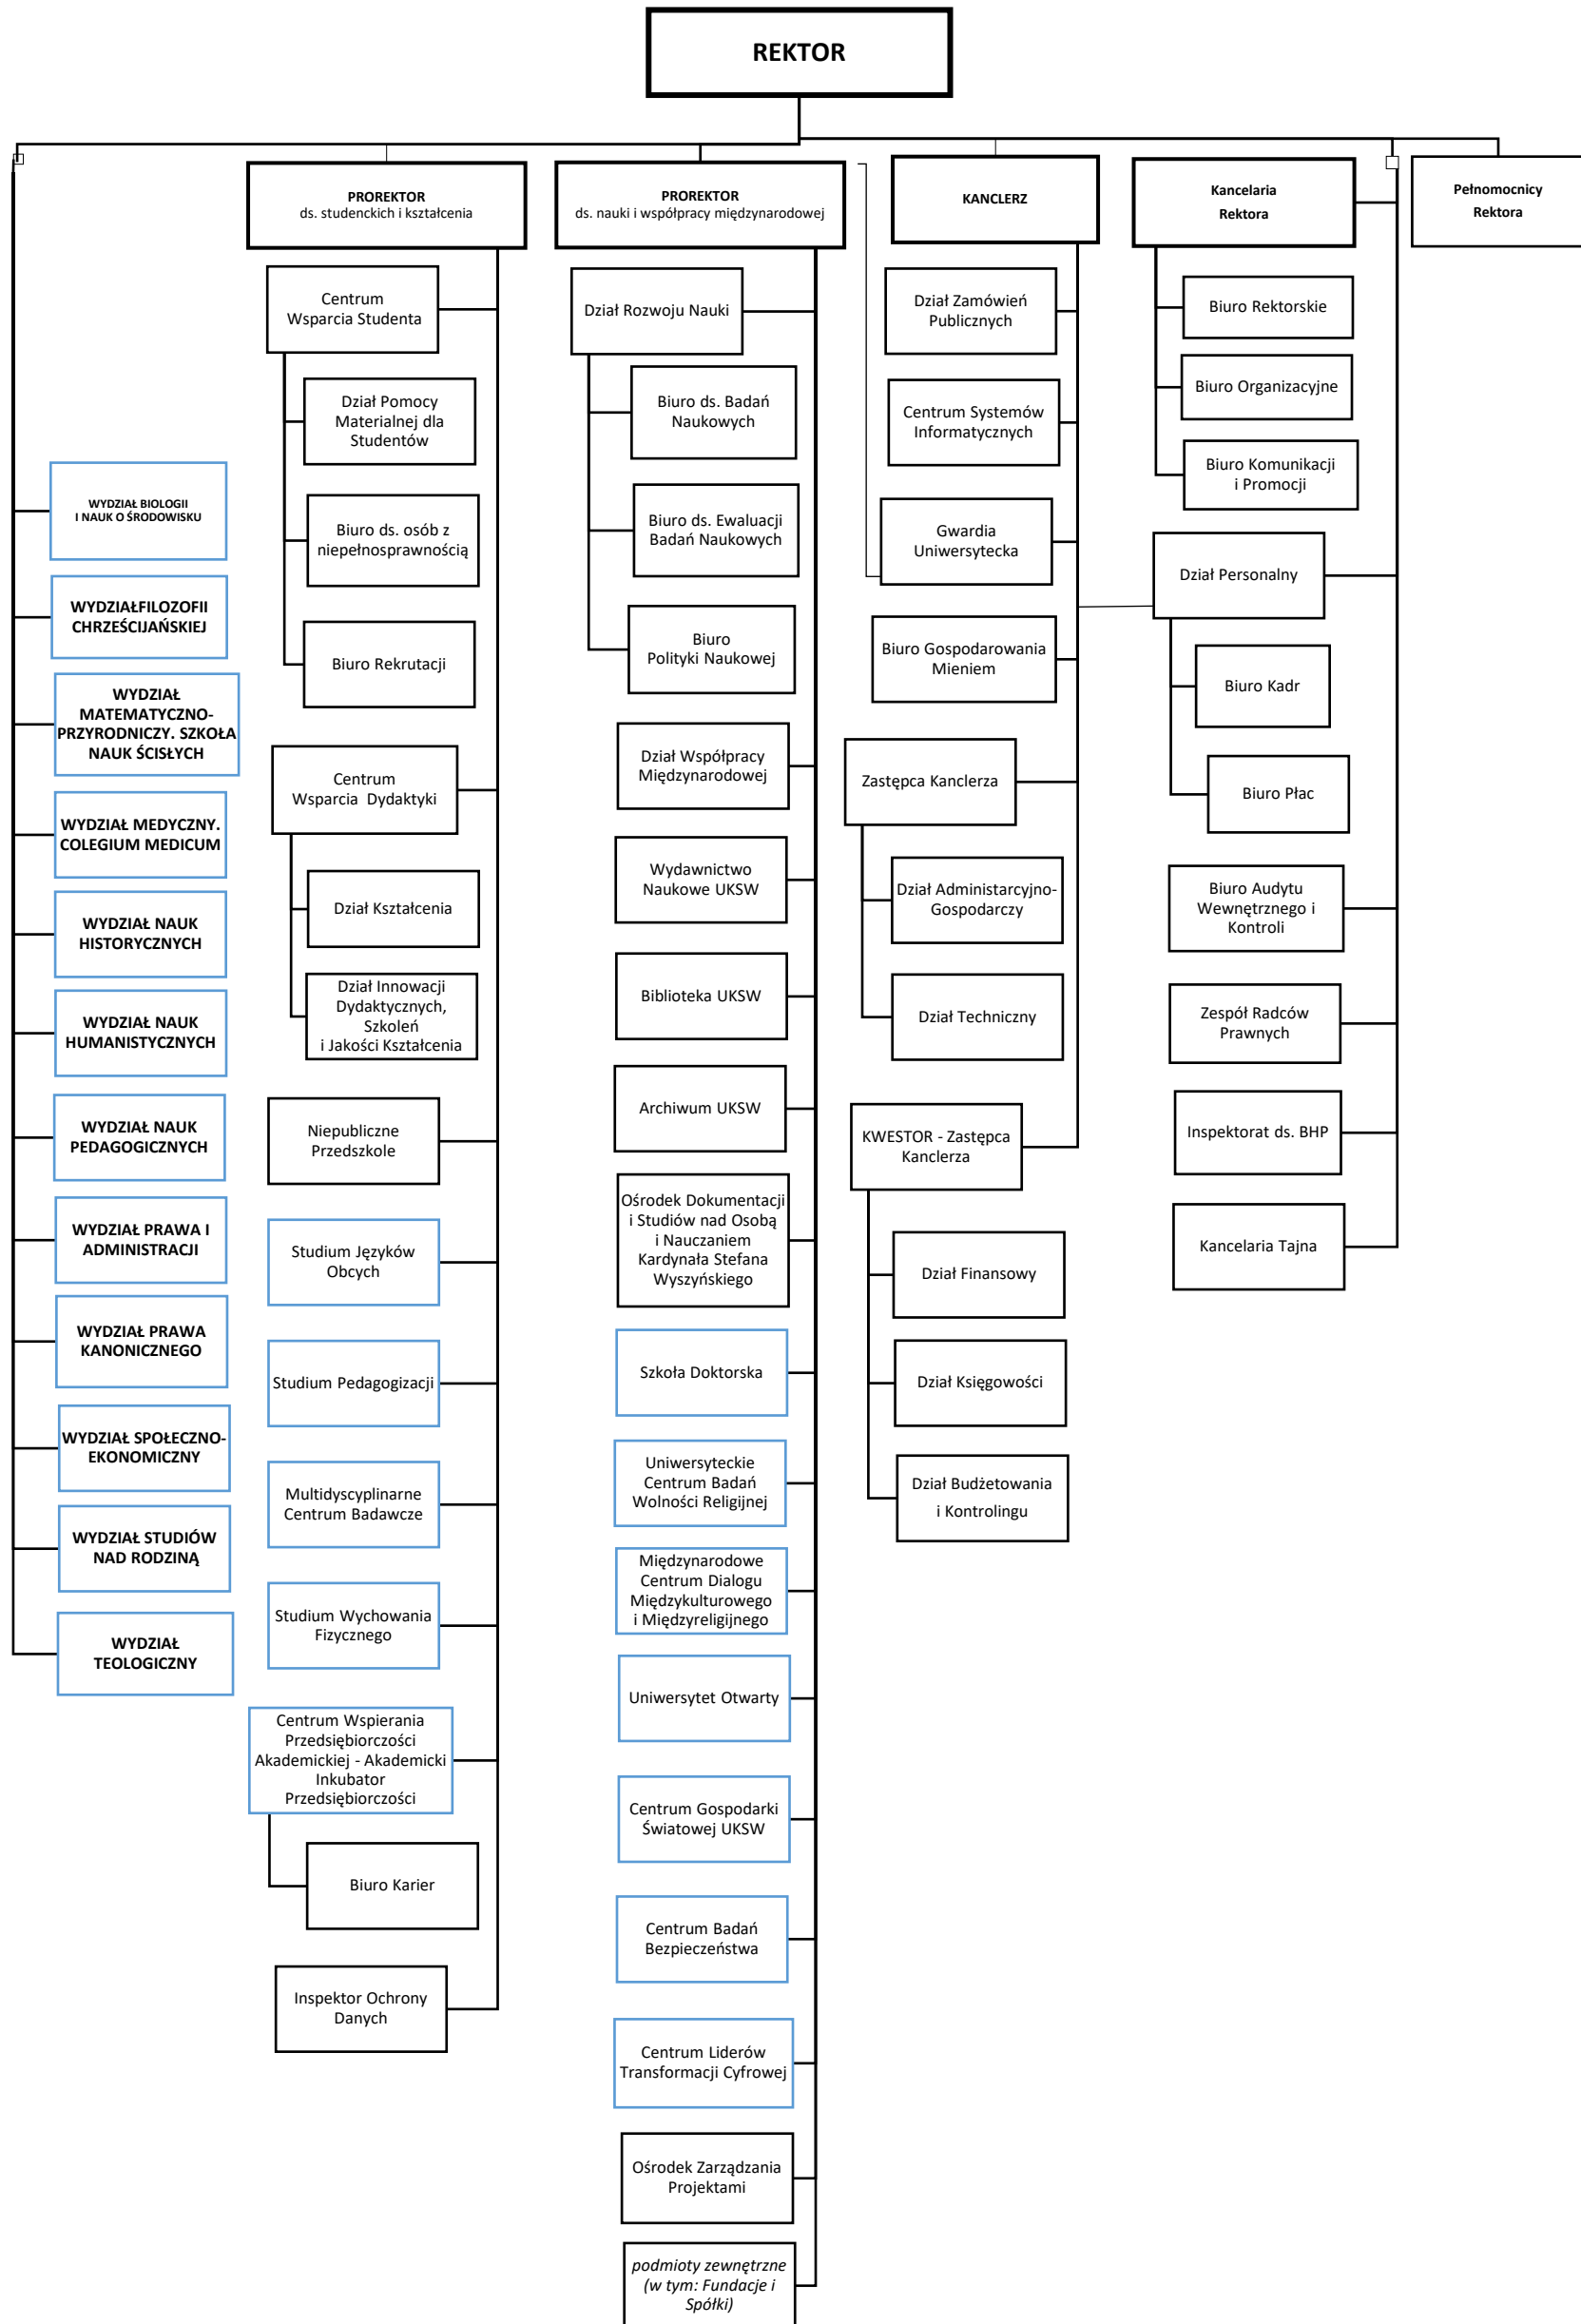 REKTOR
PROREKTOR
ds. studenckich i kształcenia
PROREKTOR
ds. nauki i współpracy międzynarodowej
KANCLERZ
Kancelaria
Rektora
Pełnomocnicy
Rektora
WYDZIAŁ BIOLOGII
I NAUK O ŚRODOWISKU
WYDZIAŁFILOZOFII
CHRZEŚCIJAŃSKIEJ
WYDZIAŁ
MATEMATYCZNO-
PRZYRODNICZY. SZKOŁA
NAUK ŚCISŁYCH
WYDZIAŁ MEDYCZNY.
COLEGIUM MEDICUM
WYDZIAŁ NAUK
HISTORYCZNYCH
WYDZIAŁ NAUK
HUMANISTYCZNYCH
WYDZIAŁ NAUK
PEDAGOGICZNYCH
WYDZIAŁ PRAWA I
ADMINISTRACJI
WYDZIAŁ PRAWA
KANONICZNEGO
WYDZIAŁ SPOŁECZNO-
EKONOMICZNY
WYDZIAŁ STUDIÓW
NAD RODZINĄ
WYDZIAŁ
TEOLOGICZNY
Centrum
Wsparcia Studenta
Dział Pomocy
Materialnej dla
Studentów
Biuro ds. osób z
niepełnosprawnością
Biuro Rekrutacji
Centrum
Wsparcia Dydaktyki
Dział Kształcenia
Dział Innowacji
Dydaktycznych,
Szkoleń
i Jakości Kształcenia
Niepubliczne
Przedszkole
Studium Języków
Obcych
Studium Pedagogizacji
Multidyscyplinarne
Centrum Badawcze
Studium Wychowania
Fizycznego
Centrum Wspierania
Przedsiębiorczości
Akademickiej - Akademicki
Inkubator
Przedsiębiorczości
Biuro Karier
Inspektor Ochrony
Danych
Dział Rozwoju Nauki
Biuro ds. Badań
Naukowych
Biuro ds. Ewaluacji
Badań Naukowych
Biuro
Polityki Naukowej
Dział Współpracy
Międzynarodowej
Wydawnictwo
Naukowe UKSW
Biblioteka UKSW
Archiwum UKSW
Ośrodek Dokumentacji
i Studiów nad Osobą
i Nauczaniem
Kardynała Stefana
Wyszyńskiego
Szkoła Doktorska
Uniwersyteckie
Centrum Badań
Wolności Religijnej
Międzynarodowe
Centrum Dialogu
Międzykulturowego
i Międzyreligijnego
Uniwersytet Otwarty
Centrum Gospodarki
Światowej UKSW
Centrum Badań
Bezpieczeństwa
Centrum Liderów
Transformacji Cyfrowej
Ośrodek Zarządzania
Projektami
podmioty zewnętrzne
(w tym: Fundacje i
Spółki)
Dział Zamówień
Publicznych
Centrum Systemów
Informatycznych
Gwardia
Uniwersytecka
Biuro Gospodarowania
Mieniem
Zastępca Kanclerza
Dział Administarcyjno-
Gospodarczy
Dział Techniczny
KWESTOR - Zastępca
Kanclerza
Dział Finansowy
Dział Księgowości
Dział Budżetowania
i Kontrolingu
Biuro Rektorskie
Biuro Organizacyjne
Biuro Komunikacji
i Promocji
Dział Personalny
Biuro Kadr
Biuro Płac
Biuro Audytu
Wewnętrznego i
Kontroli
Zespół Radców
Prawnych
Inspektorat ds. BHP
Kancelaria Tajna